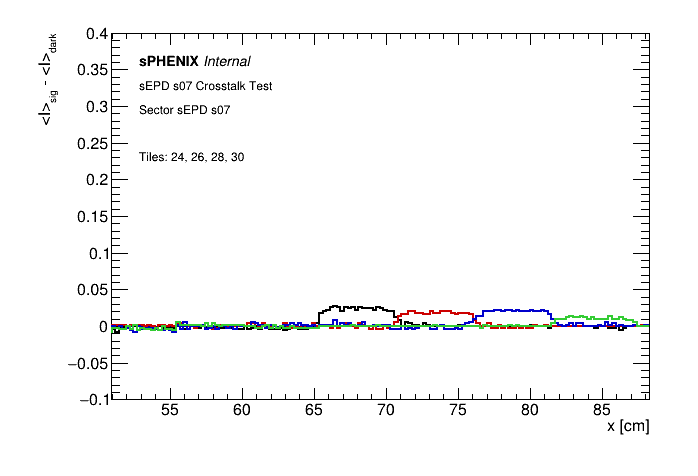 <I>sig - <I>dark
0.4
0.35
0.3
0.25
0.2
0.15
0.1
0.05
0
−0.05
−0.1
sPHENIX Internal
sEPD s07 Crosstalk Test
Sector sEPD s07
Tiles: 24, 26, 28, 30
55 60 65 70 75 80 85
x [cm]